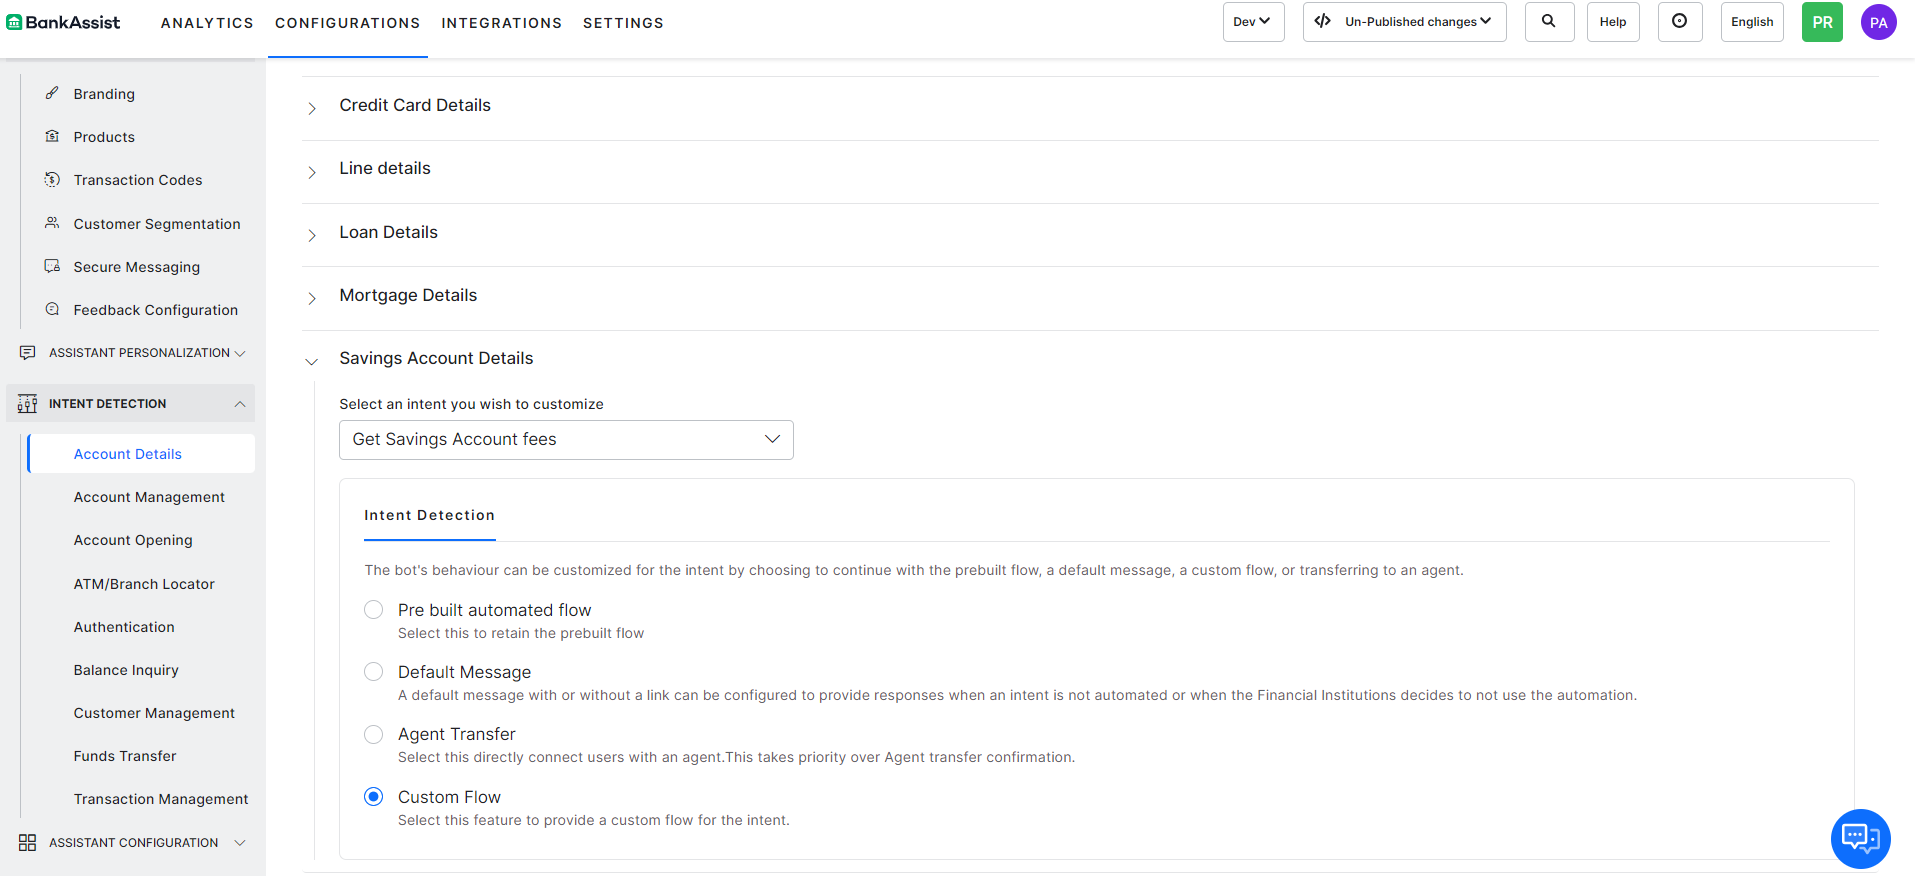 BankAssist
ANALYTICS
CONFIGURATIONS
INTEGRATIONS
SETTINGS
Dev
Un-Published changes
Help
English
PR
PA
Branding
Products
Transaction Codes
Customer Segmentation
Secure Messaging
Feedback Configuration
ASSISTANT PERSONALIZATION
INTENT DETECTION
Account Details
Account Management
Account Opening
ATM/Branch Locator
Authentication
Balance Inquiry
Customer Management
Funds Transfer
Transaction Management
ASSISTANT CONFIGURATION
Credit Card Details
Line details
Loan Details
Mortgage Details
Savings Account Details
Select an intent you wish to customize
Get Savings Account fees
Intent Detection
The bot's behaviour can be customized for the intent by choosing to continue with the prebuilt flow, a default message, a custom flow, or transferring to an agent.
Pre built automated flow
Select this to retain the prebuilt flow
Default Message
A default message with or without a link can be configured to provide responses when an intent is not automated or when the Financial Institutions decides to not use the automation.
Agent Transfer
Select this directly connect users with an agent.This takes priority over Agent transfer confirmation.
Custom Flow
Select this feature to provide a custom flow for the intent.